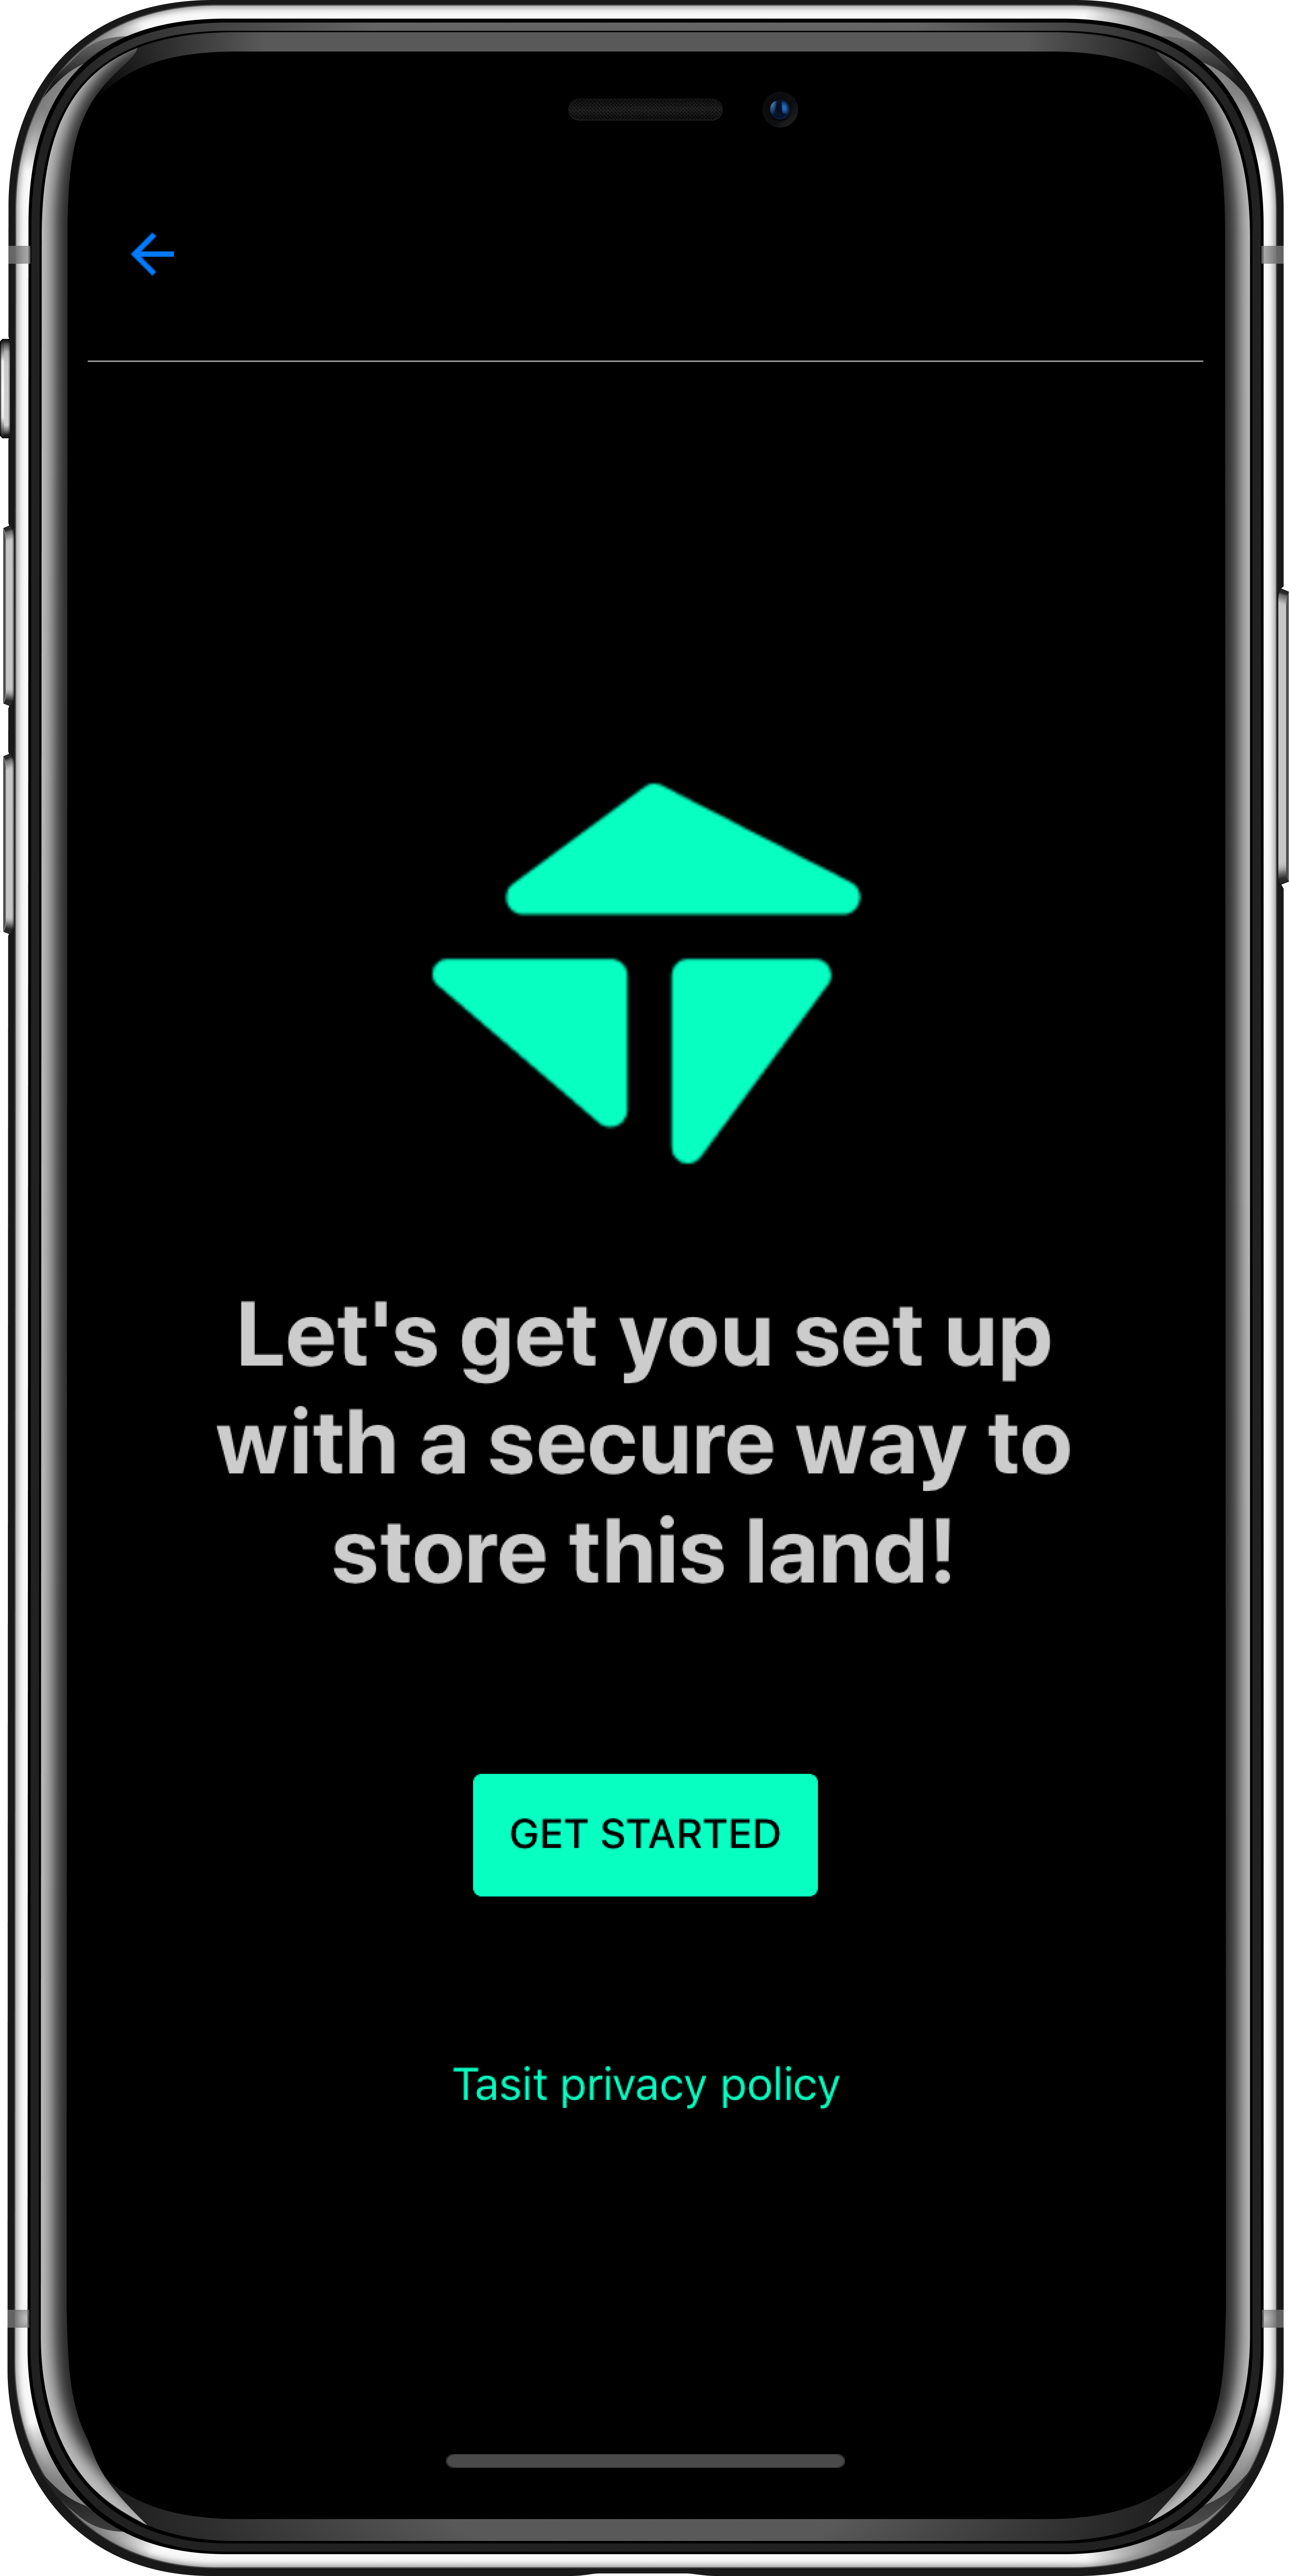 Let's get you set up
with a secure way to
store this land!
GET STARTED
Tasit privacy policy